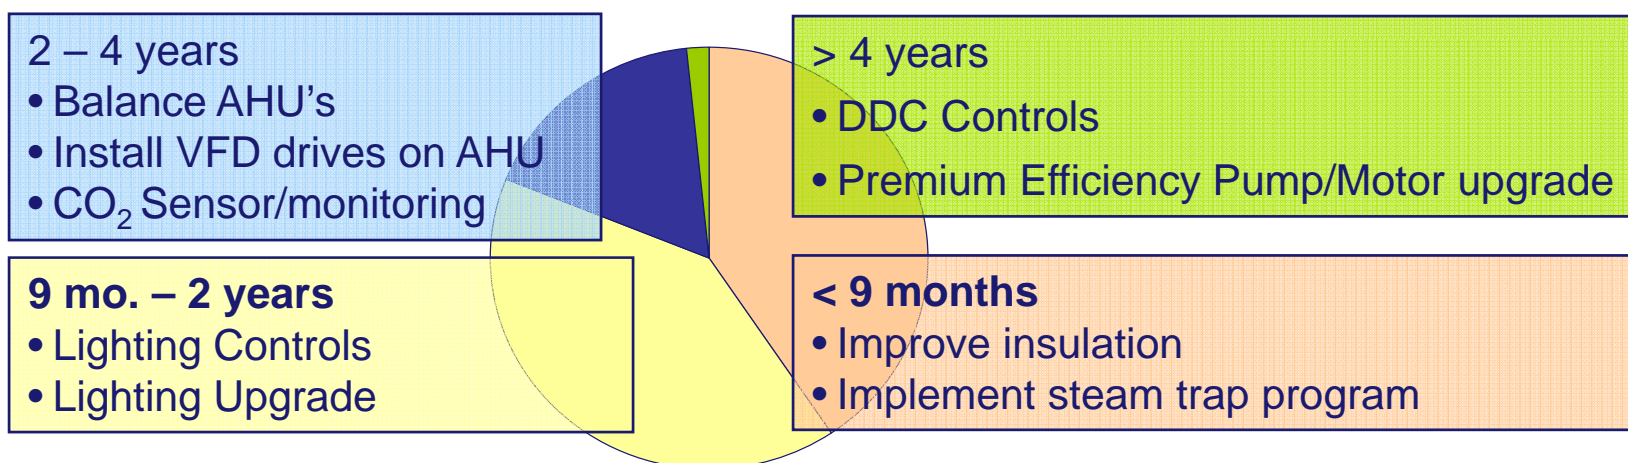 2 – 4 years
• Balance AHU’s
• Install VFD drives on AHU
• CO₂ Sensor/monitoring
9 mo. – 2 years
• Lighting Controls
• Lighting Upgrade
> 4 years
• DDC Controls
• Premium Efficiency Pump/Motor upgrade
< 9 months
• Improve insulation
• Implement steam trap program